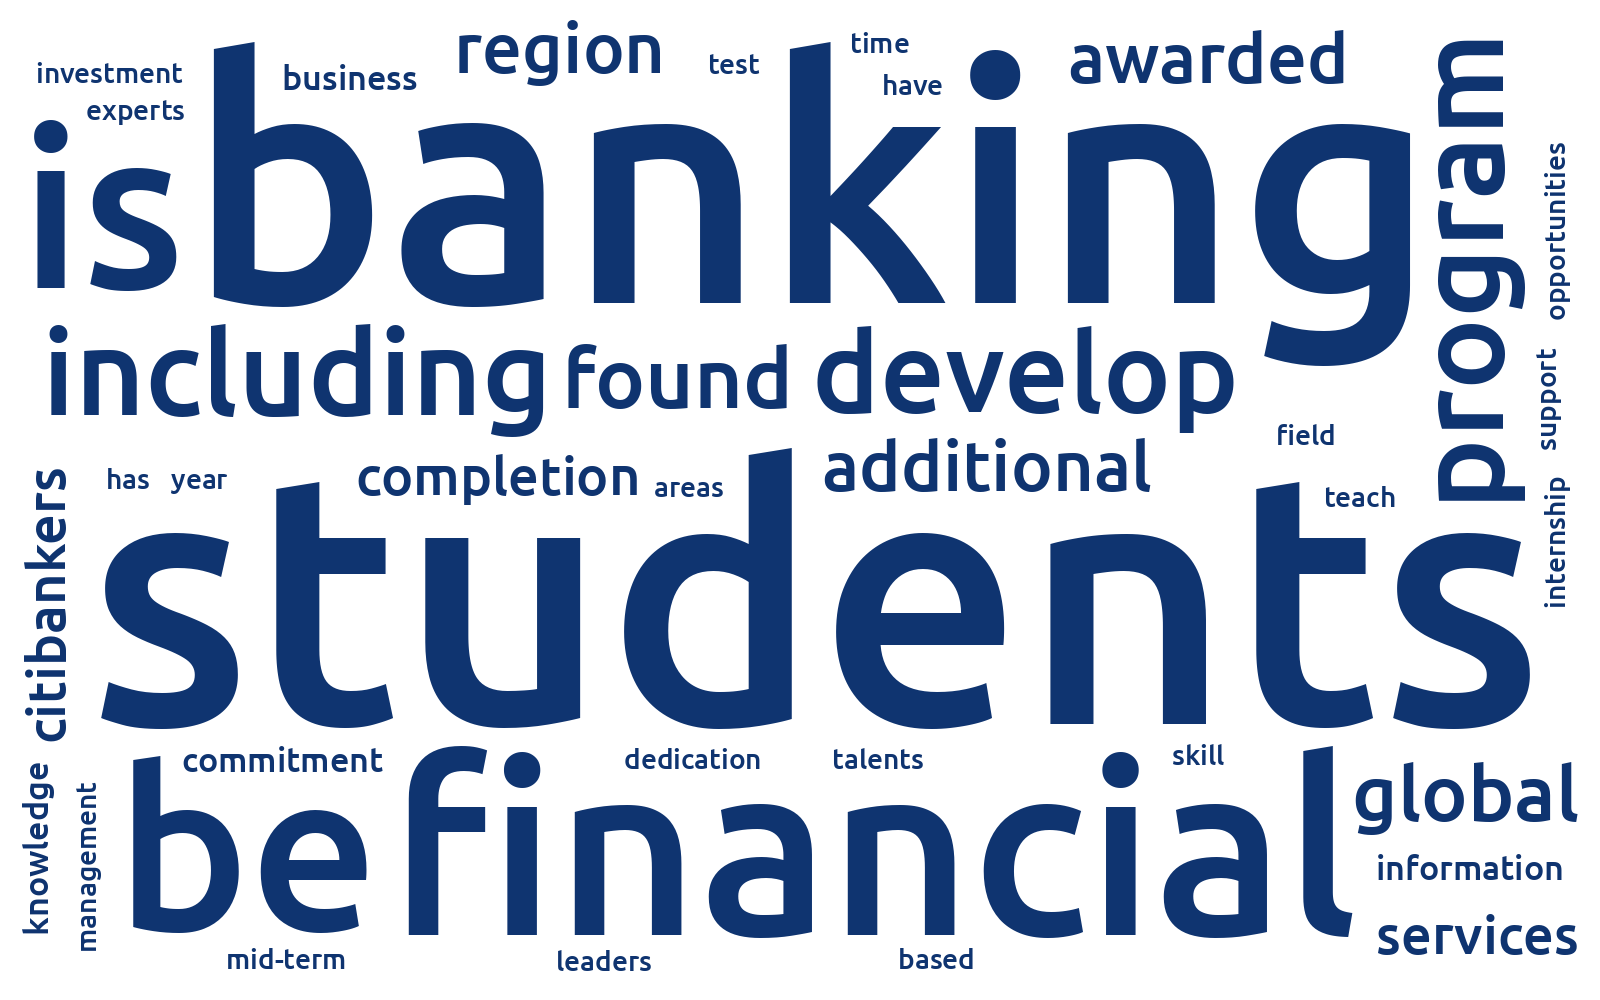 region
time
awarded
test
investment
business
have
experts
is
banking
program
opportunities
including
found
develop
support
field
additional
completion
areas
has
year
teach
citibankers
students
internship
commitment
dedication
talents
skill
be
financial
global
knowledge
management
information
services
mid-term
leaders
based